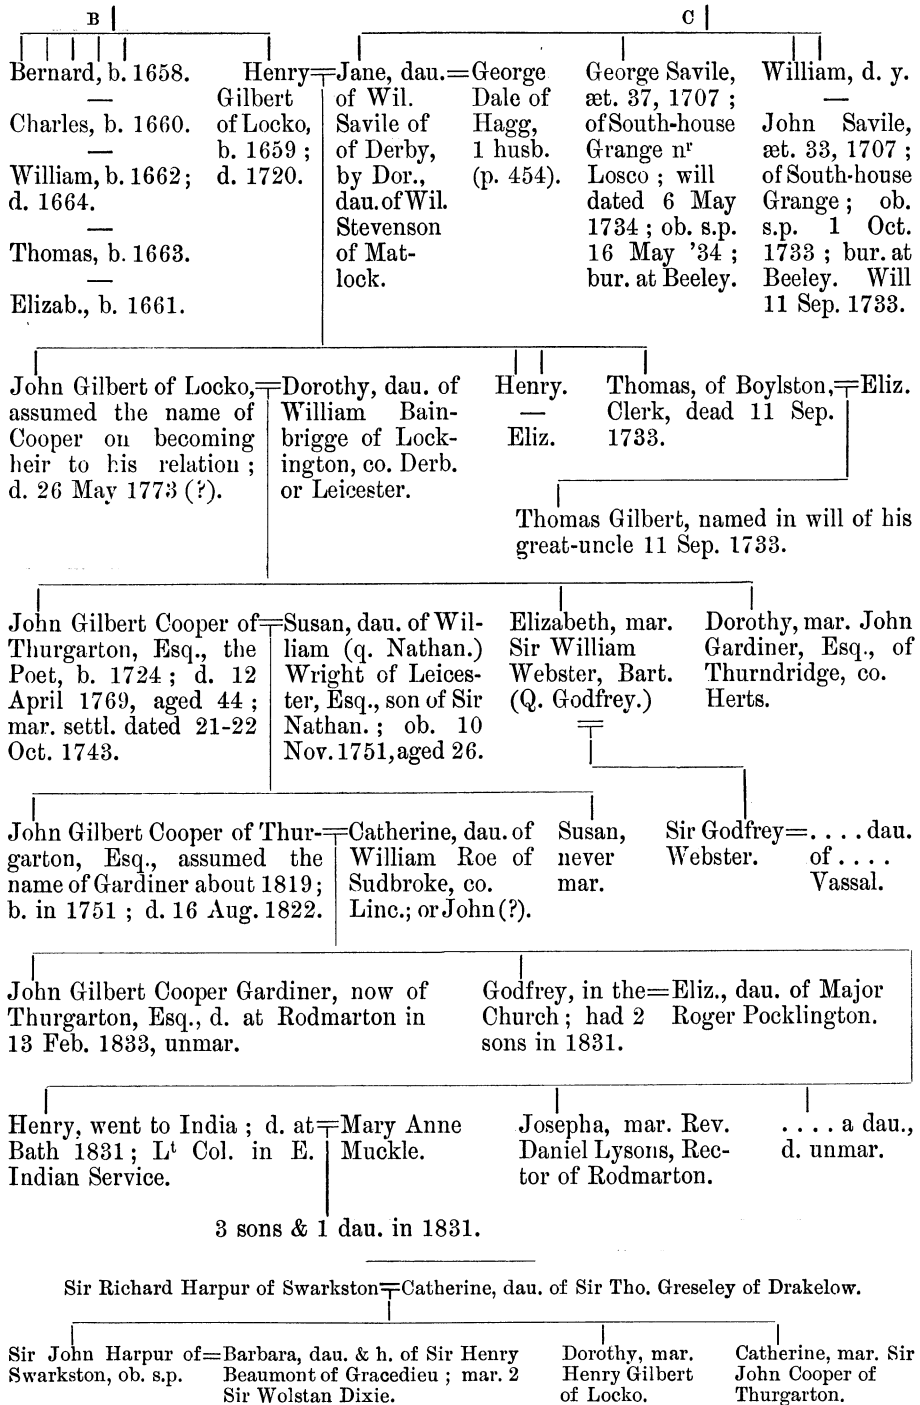 B
C
Bernard, b. 1658.
—
Charles, b. 1660.
—
William, b. 1662;
d. 1664.
—
Thomas, b. 1663.
—
Elizab., b. 1661.
Henry
Gilbert
of Locko,
b. 1659;
d. 1720.
Jane, dau.
of Wil.
Savile of
of Derby,
by Dor.,
dau. of Wil.
Stevenson
of Mat-
lock.
=George
Dale of
Hagg,
1 husb.
(p. 454).
George Savile,
æt. 37, 1707;
of South-house
Grange nr
Losco; will
dated 6 May
1734; ob. s.p.
16 May '34;
bur. at Beeley.
William, d. y.
—
John Savile,
æt. 33, 1707;
of South-house
Grange; ob.
s.p. 1 Oct.
1733; bur. at
Beeley. Will
11 Sep. 1733.
John Gilbert of Locko,
assumed the name of
Cooper on becoming
heir to his relation;
d. 26 May 1773 (?).
Dorothy, dau. of
William Bain-
brigge of Lock-
ington, co. Derb.
or Leicester.
Henry.
—
Eliz.
Thomas, of Boylston,
Clerk, dead 11 Sep.
1733.
Eliz.
Thomas Gilbert, named in will of his
great-uncle 11 Sep. 1733.
John Gilbert Cooper of
Thurgarton, Esq., the
Poet, b. 1724; d. 12
April 1769, aged 44;
mar. settl. dated 21-22
Oct. 1743.
Susan, dau. of Wil-
liam (q. Nathan.)
Wright of Leices-
ter, Esq., son of Sir
Nathan.; ob. 10
Nov. 1751, aged 26.
Elizabeth, mar.
Sir William
Webster, Bart.
(Q. Godfrey.)
Dorothy, mar. John
Gardiner, Esq., of
Thurndridge, co.
Herts.
John Gilbert Cooper of Thur-
garton, Esq., assumed the
name of Gardiner about 1819;
b. in 1751; d. 16 Aug. 1822.
Catherine, dau. of
William Roe of
Sudbroke, co.
Linc.; or John (?).
Susan,
never
mar.
Sir Godfrey
Webster.
=. . . . dau.
of . . . .
Vassal.
John Gilbert Cooper Gardiner, now of
Thurgarton, Esq., d. at Rodmarton in
13 Feb. 1833, unmar.
Godfrey, in the
Church; had 2
sons in 1831.
=Eliz., dau. of Major
Roger Pocklington.
Henry, went to India; d. at
Bath 1831; Lt Col. in E.
Indian Service.
Mary Anne
Muckle.
Josepha, mar. Rev.
Daniel Lysons, Rec-
tor of Rodmarton.
. . . . a dau.,
d. unmar.
3 sons & 1 dau. in 1831.
Sir Richard Harpur of Swarkston Catherine, dau. of Sir Tho. Greseley of Drakelow.
Sir John Harpur of
Swarkston, ob. s.p.
=Barbara, dau. & h. of Sir Henry
Beaumont of Gracedieu; mar. 2
Sir Wolstan Dixie.
Dorothy, mar.
Henry Gilbert
of Locko.
Catherine, mar. Sir
John Cooper of
Thurgarton.